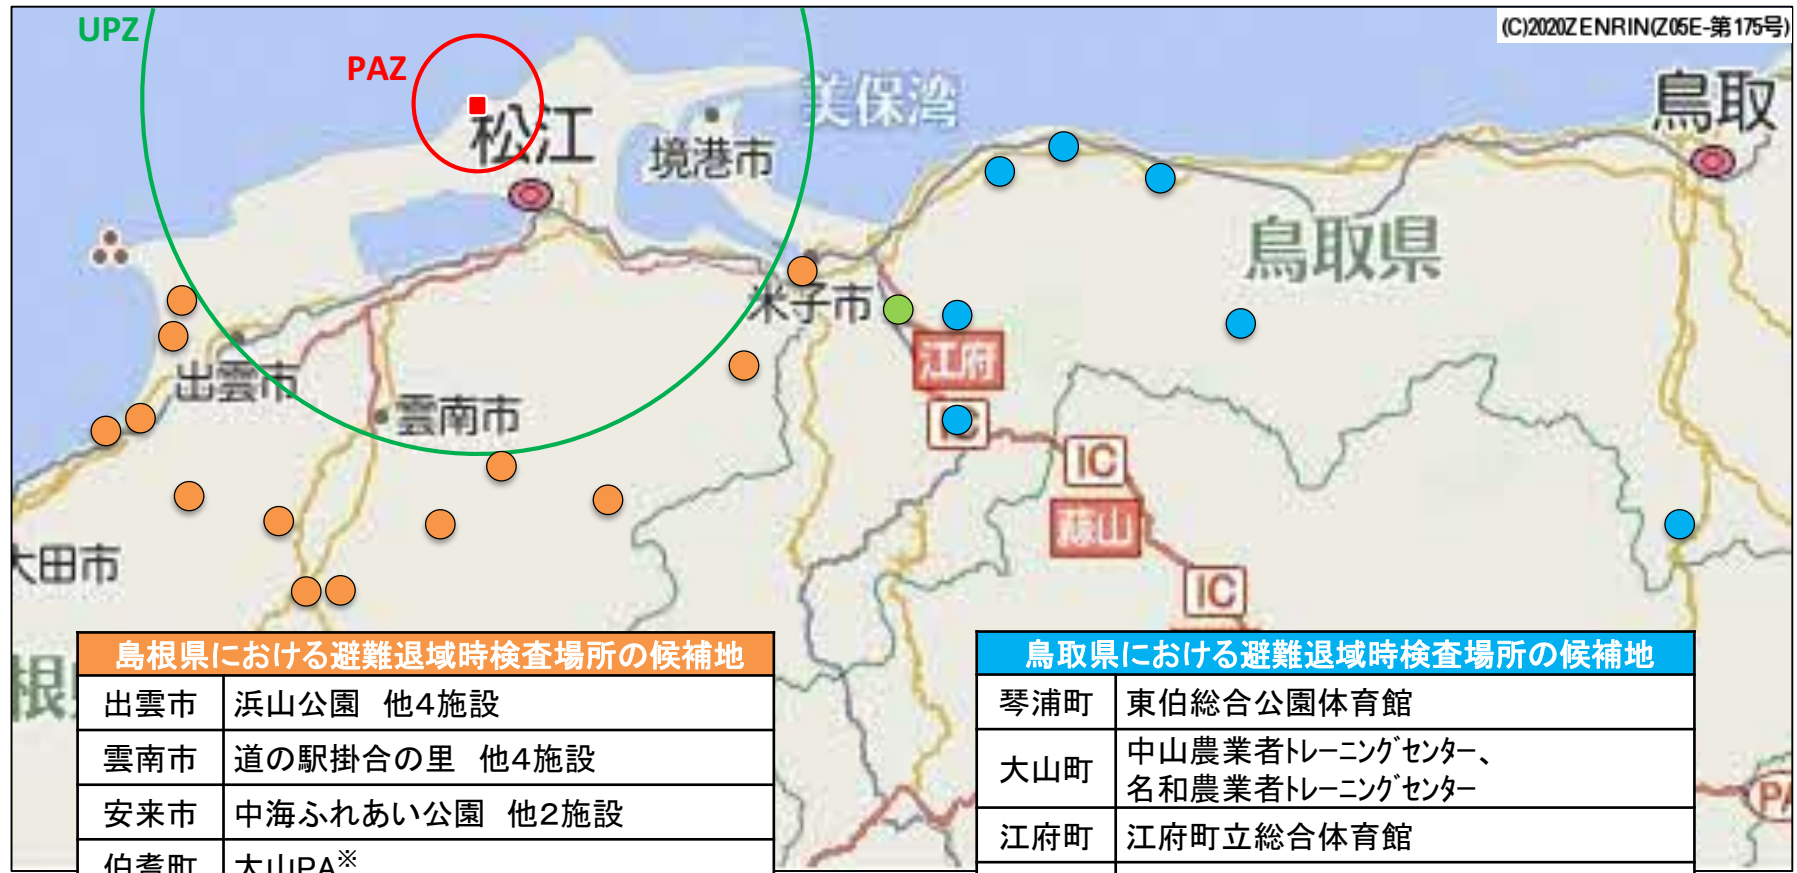 UPZ
PAZ
(C)2020ZENRIN(Z05E-第175号)
美保湾
鳥取
松江
境港市
鳥取県
米子市
江府
出雲市
雲南市
IC
IC
蒜山
大田市
IC
島根県における避難退域時検査場所の候補地
出雲市 浜山公園 他4施設
雲南市 道の駅掛合の里 他4施設
安来市 中海ふれあい公園 他2施設
伯耆町 大山PA※
鳥取県における避難退域時検査場所の候補地
琴浦町 東伯総合公園体育館
大山町 中山農業者トレーニングセンター、
名和農業者トレーニングセンター
江府町 江府町立総合体育館
根
PA